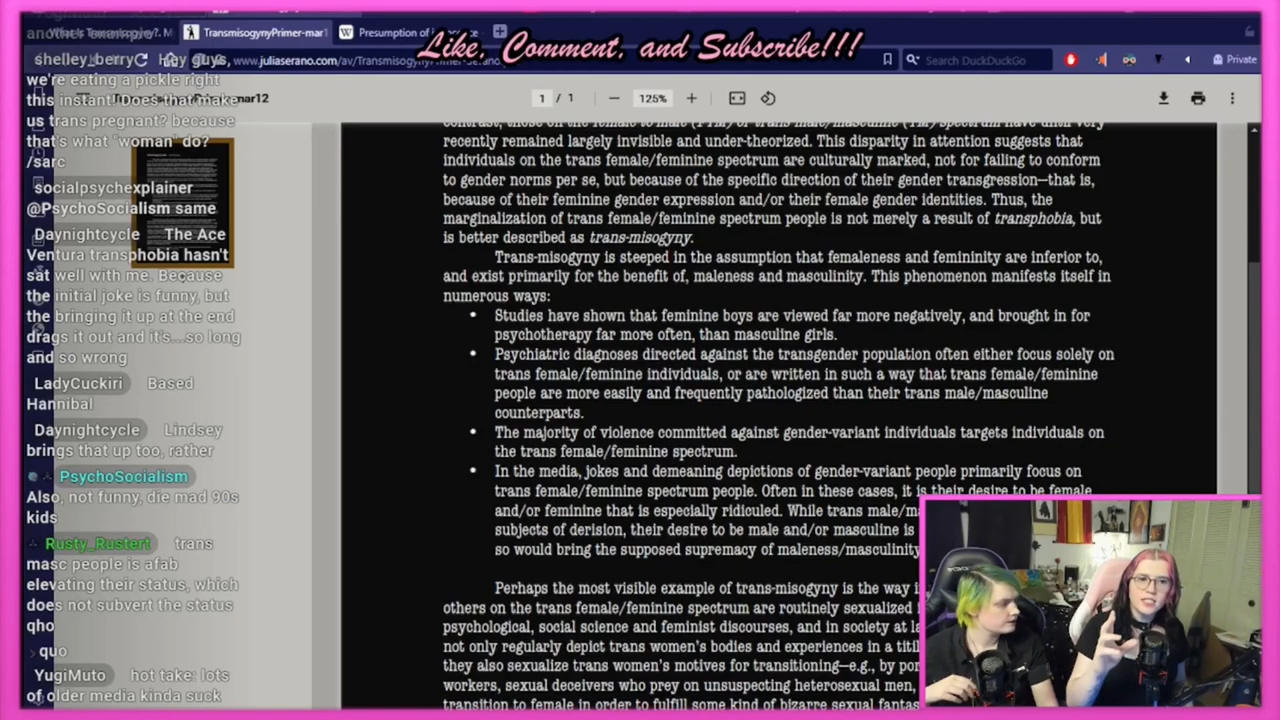 another example
shelley_berry Hey guys,
we're eating a pickle right
this instant! Does that make
us trans pregnant? because
that's what "woman" do?
/sarc
socialpsychexplainer
@PsychoSocialism same
Daynightcycle The Ace
Ventura transphobia hasn't
sat well with me. Because
the initial joke is funny, but
the bringing it up at the end
drags it out and it's...so long
and so wrong
LadyCuckiri Based
Hannibal
Daynightcycle Lindsey
brings that up too, rather
PsychoSocialism
Also, not funny, die mad 90s
kids
Rusty_Rustert trans
masc people is afab
elevating their status, which
does not subvert the status
qho
quo
YugiMuto hot take: lots
of older media kinda suck
TransmisogynyPrimer-mar1
Presumption of
Like, Comment, and Subscribe!!!
www.juliaserano.com/av/TransmisogynyPrimer-Serano
Search DuckDuckGo
Private
mar12
1 / 1
125%
contrast, those on the female-to-male (FTM) or trans male/masculine (TM) spectrum have until very
recently remained largely invisible and under-theorized. This disparity in attention suggests that
individuals on the trans female/feminine spectrum are culturally marked, not for failing to conform
to gender norms per se, but because of the specific direction of their gender transgression—that is,
because of their feminine gender expression and/or their female gender identities. Thus, the
marginalization of trans female/feminine spectrum people is not merely a result of transphobia, but
is better described as trans-misogyny.
Trans-misogyny is steeped in the assumption that femaleness and femininity are inferior to,
and exist primarily for the benefit of, maleness and masculinity. This phenomenon manifests itself in
numerous ways:
• Studies have shown that feminine boys are viewed far more negatively, and brought in for
psychotherapy far more often, than masculine girls.
• Psychiatric diagnoses directed against the transgender population often either focus solely on
trans female/feminine individuals, or are written in such a way that trans female/feminine
people are more easily and frequently pathologized than their trans male/masculine
counterparts.
• The majority of violence committed against gender-variant individuals targets individuals on
the trans female/feminine spectrum.
• In the media, jokes and demeaning depictions of gender-variant people primarily focus on
trans female/feminine spectrum people. Often in these cases, it is their desire to be female
and/or feminine that is especially ridiculed. While trans male/ma
subjects of derision, their desire to be male and/or masculine is
so would bring the supposed supremacy of maleness/masculinity
Perhaps the most visible example of trans-misogyny is the way i
others on the trans female/feminine spectrum are routinely sexualized i
psychological, social science and feminist discourses, and in society at la
not only regularly depict trans women's bodies and experiences in a titil
they also sexualize trans women's motives for transitioning—e.g., by por
workers, sexual deceivers who prey on unsuspecting heterosexual men,
transition to female in order to fulfill some kind of bizarre sexual fantas